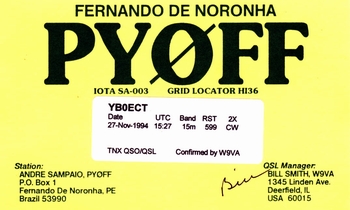 FERNANDO DE NORONHA
PYØFF
IOTA SA-003 GRID LOCATOR HI36
YB0ECT
Date UTC Band RST 2X
27-Nov-1994 15:27 15m 599 CW
TNX QSO/QSL Confirmed by W9VA
Station:
ANDRE SAMPAIO, PYØFF
P.O. Box 1
Fernando De Noronha, PE
Brazil 53990
Bill
QSL Manager:
BILL SMITH, W9VA
1345 Linden Ave.
Deerfield, IL
USA 60015